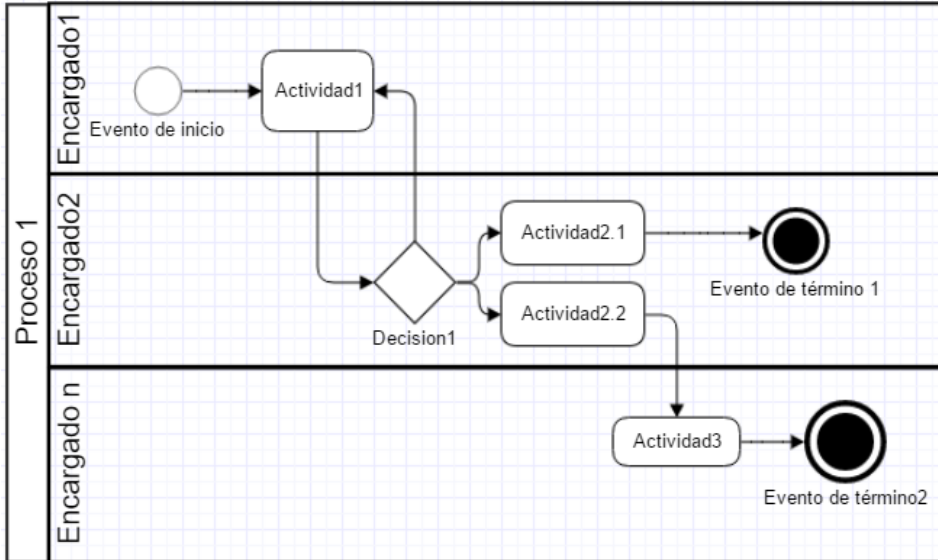 Proceso 1
Encargado1
Evento de inicio
Actividad1
Encargado2
Decision1
Actividad2.1
Actividad2.2
Evento de término 1
Encargado n
Actividad3
Evento de término2